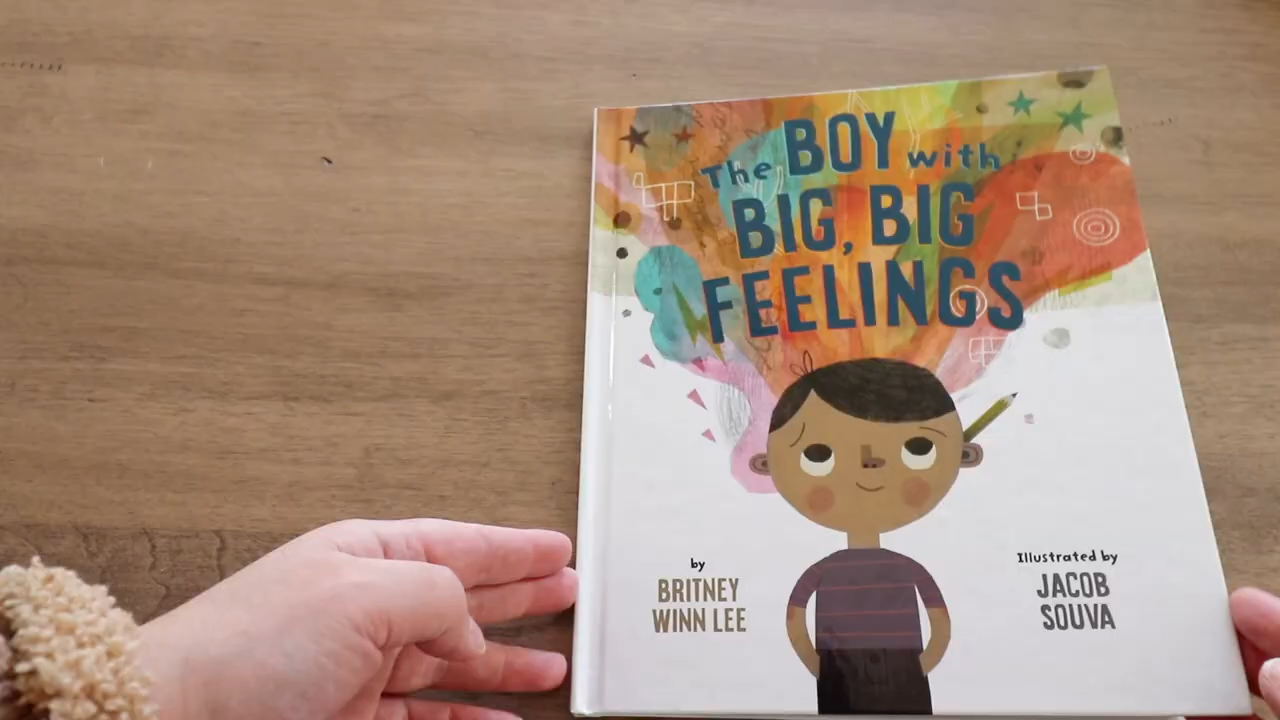 The BOY with
BIG, BIG
FEELINGS
by
BRITNEY
WINN LEE
Illustrated by
JACOB
SOUVA